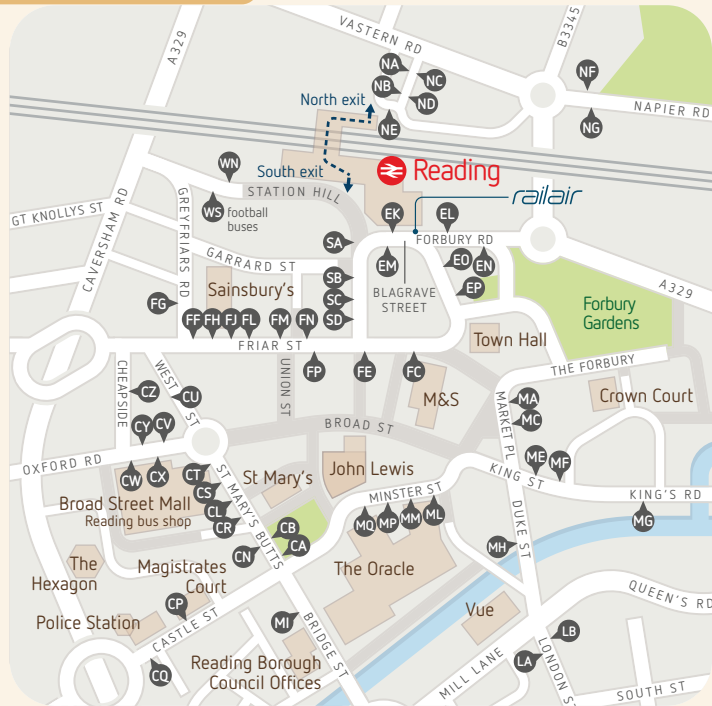 VASTERN RD
B3345
A329
NA
NB
NC
ND
NE
NF
NG
NAPIER RD
North exit
South exit
Reading
railair
WN
WS
football
buses
STATION HILL
GT KNOLLYS ST
CAVERSHAM RD
GREYFRIARS RD
GARRARD ST
SA
SB
SC
SD
EK
EL
EM
FORBURY RD
EO
EN
EP
BLAGRAVE
STREET
A329
Forbury
Gardens
Sainsbury's
FG
FF
FH
FJ
FL
FM
FN
FRIAR ST
FP
FE
FC
Town Hall
THE FORBURY
Crown Court
M&S
CHEAPSIDE
WEST ST
UNION ST
CZ
CU
CY
CV
BROAD ST
MARKET PL
MA
MC
ME
MF
KING ST
KING'S RD
MG
OXFORD RD
CW
CX
CT
CS
CL
CR
Broad Street Mall
Reading bus shop
ST MARY'S BUTTS
St Mary's
John Lewis
MINSTER ST
MQ
MP
MM
ML
CB
CA
CN
The Oracle
DUKE ST
MH
The
Hexagon
Magistrates
Court
Police Station
CP
CASTLE ST
CQ
MI
BRIDGE ST
Reading Borough
Council Offices
Vue
MILL LANE
QUEEN'S RD
LB
LA
LONDON S
SOUTH ST